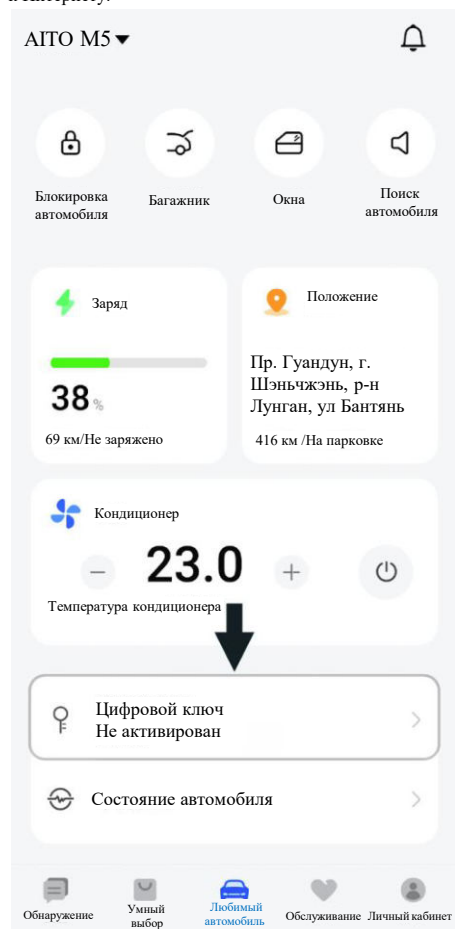 AITO M5
Блокировка
автомобиля
Багажник
Окна
Поиск
автомобиля
Заряд
38 %
69 км/Не заряжено
Положение
Пр. Гуандун, г.
Шэньчжэнь, р-н
Лунган, ул Бантянь
416 км /На парковке
Кондиционер
− 23.0 +
Температура кондиционера
Цифровой ключ
Не активирован
Состояние автомобиля
Обнаружение
Умный
выбор
Любимый
автомобиль
Обслуживание
Личный кабинет